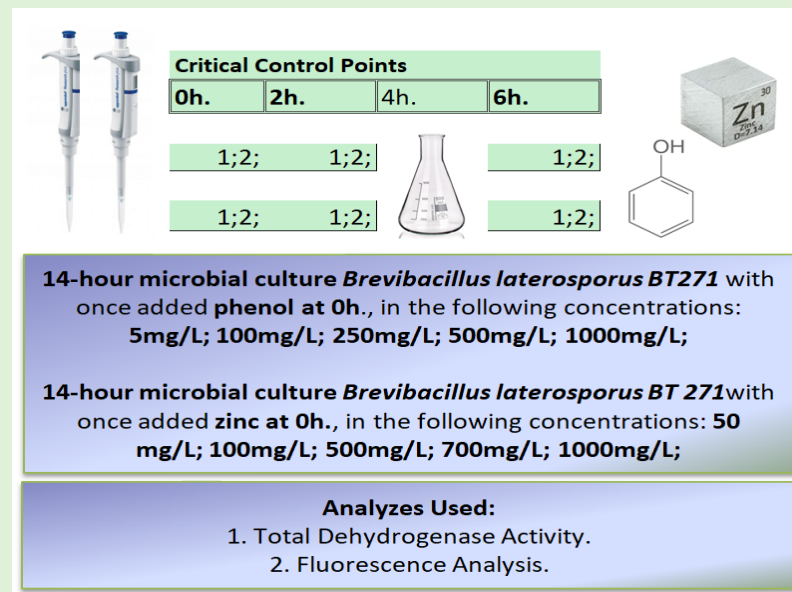 Critical Control Points
0h. 2h. 4h. 6h.
1;2; 1;2; 1;2;
1;2; 1;2; 1;2;
30
Zn
Zinc
D=7.14
OH
14-hour microbial culture Brevibacillus laterosporus BT271 with
once added phenol at 0h., in the following concentrations:
5mg/L; 100mg/L; 250mg/L; 500mg/L; 1000mg/L;
14-hour microbial culture Brevibacillus laterosporus BT 271with
once added zinc at 0h., in the following concentrations: 50
mg/L; 100mg/L; 500mg/L; 700mg/L; 1000mg/L;
Analyzes Used:
1. Total Dehydrogenase Activity.
2. Fluorescence Analysis.